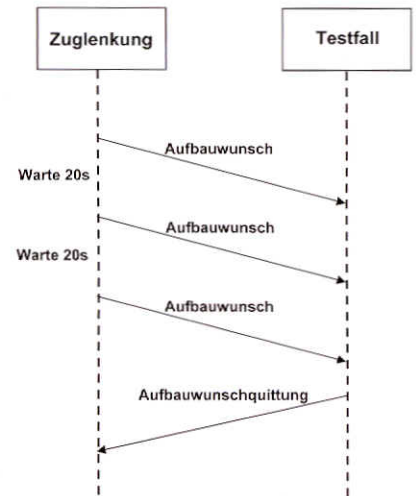 Zuglenkung
Testfall
Aufbauwunsch
Warte 20s
Aufbauwunsch
Warte 20s
Aufbauwunsch
Aufbauwunschquittung